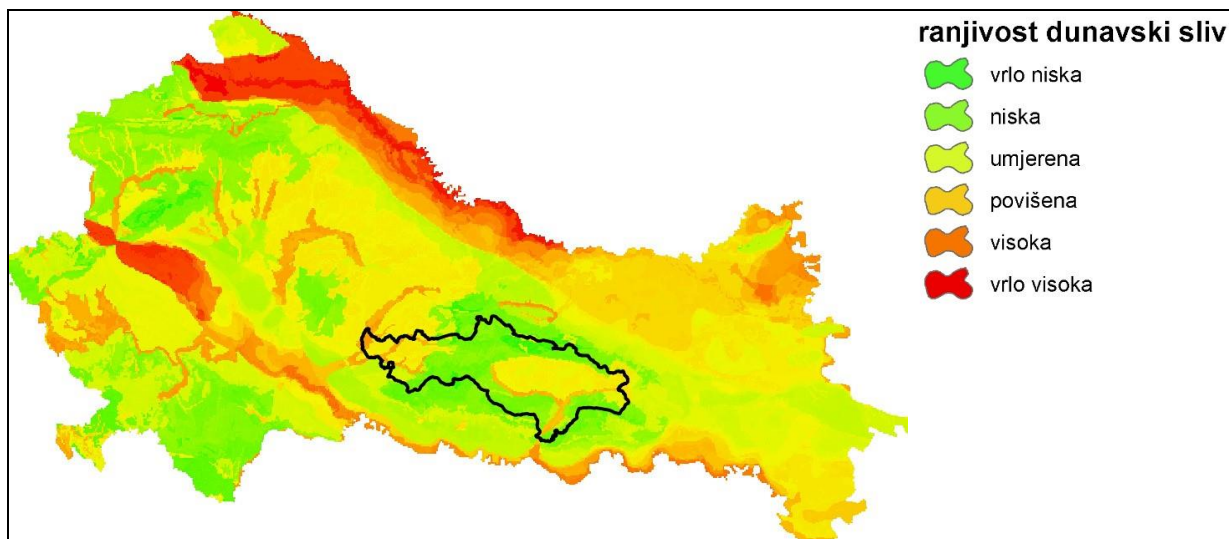 ranjivost dunavski sliv
vrlo niska
niska
umjerena
povišena
visoka
vrlo visoka